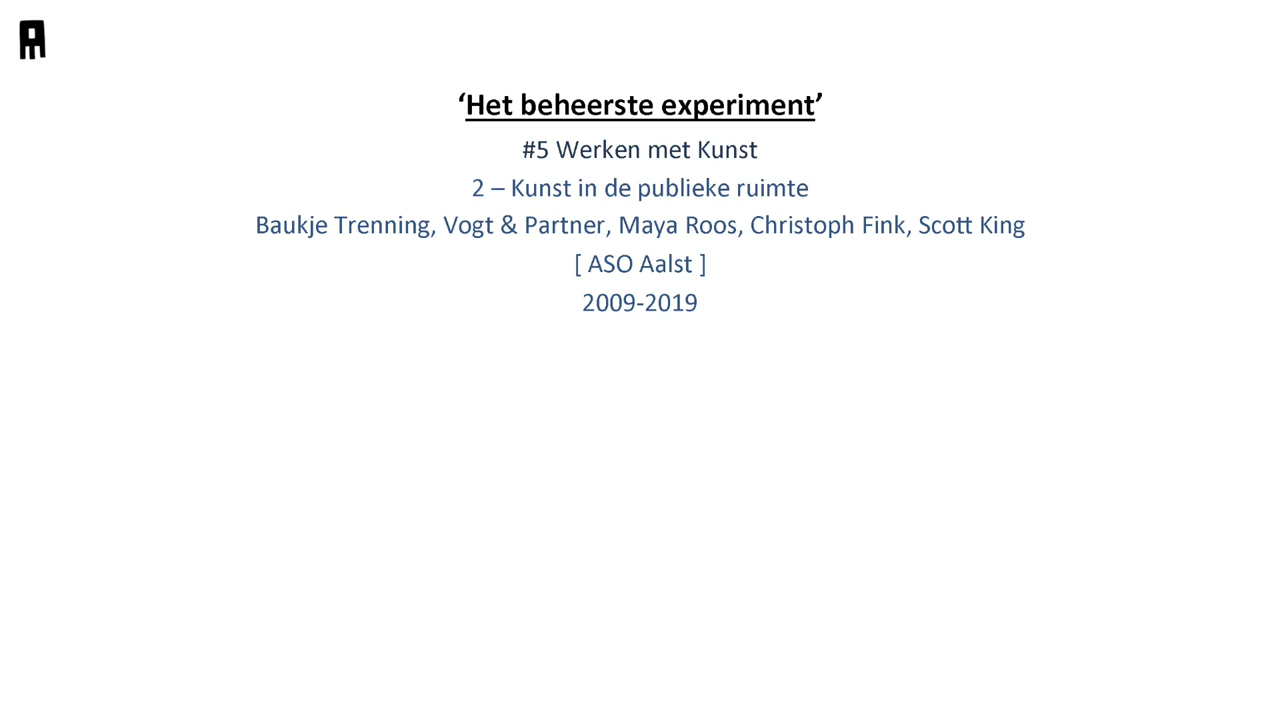 ‘Het beheerste experiment’
#5 Werken met Kunst
2 – Kunst in de publieke ruimte
Baukje Trenning, Vogt & Partner, Maya Roos, Christoph Fink, Scott King
[ ASO Aalst ]
2009-2019